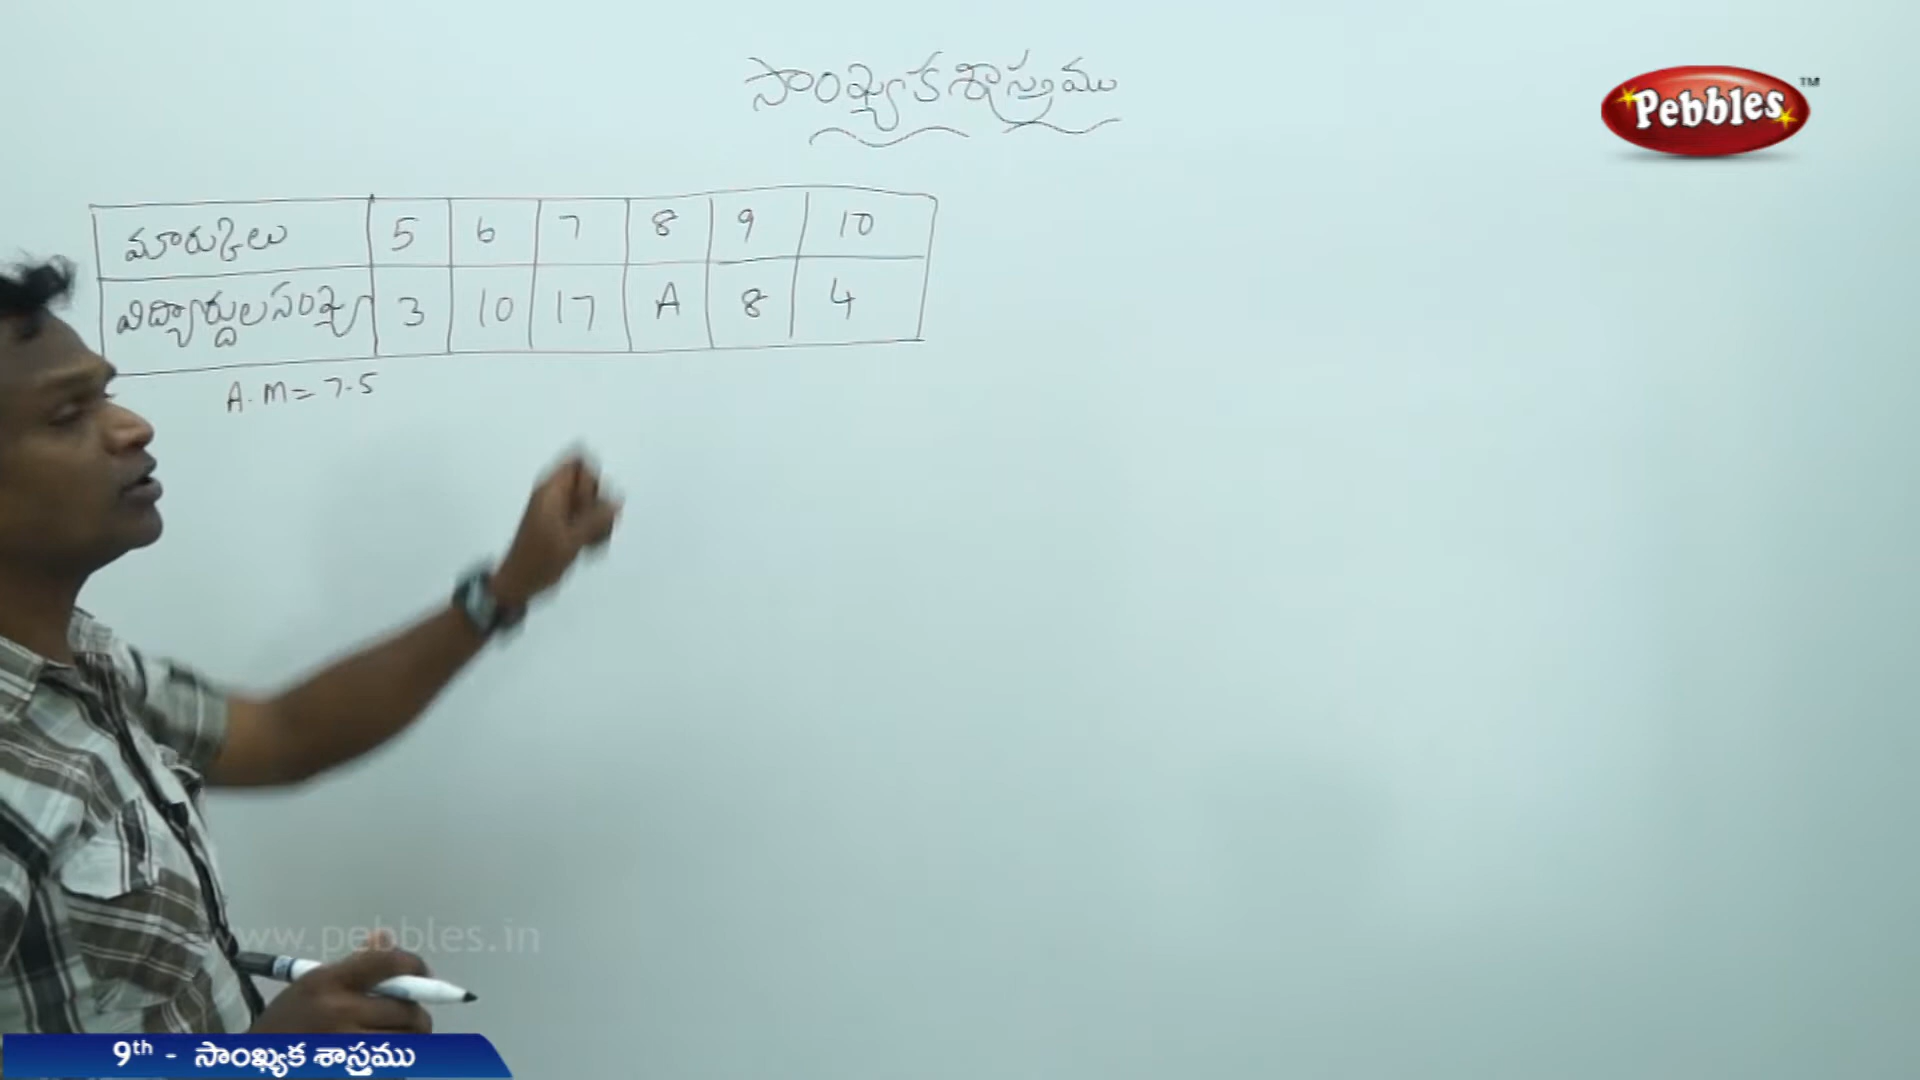 సాంఖ్యక శాస్త్రము
Pebbles™
మార్కులు 5 6 7 8 9 10
విద్యార్ధుల సంఖ్య 3 10 17 A 8 4
A.M = 7.5
www.pebbles.in
9th - సాంఖ్యక శాస్త్రము